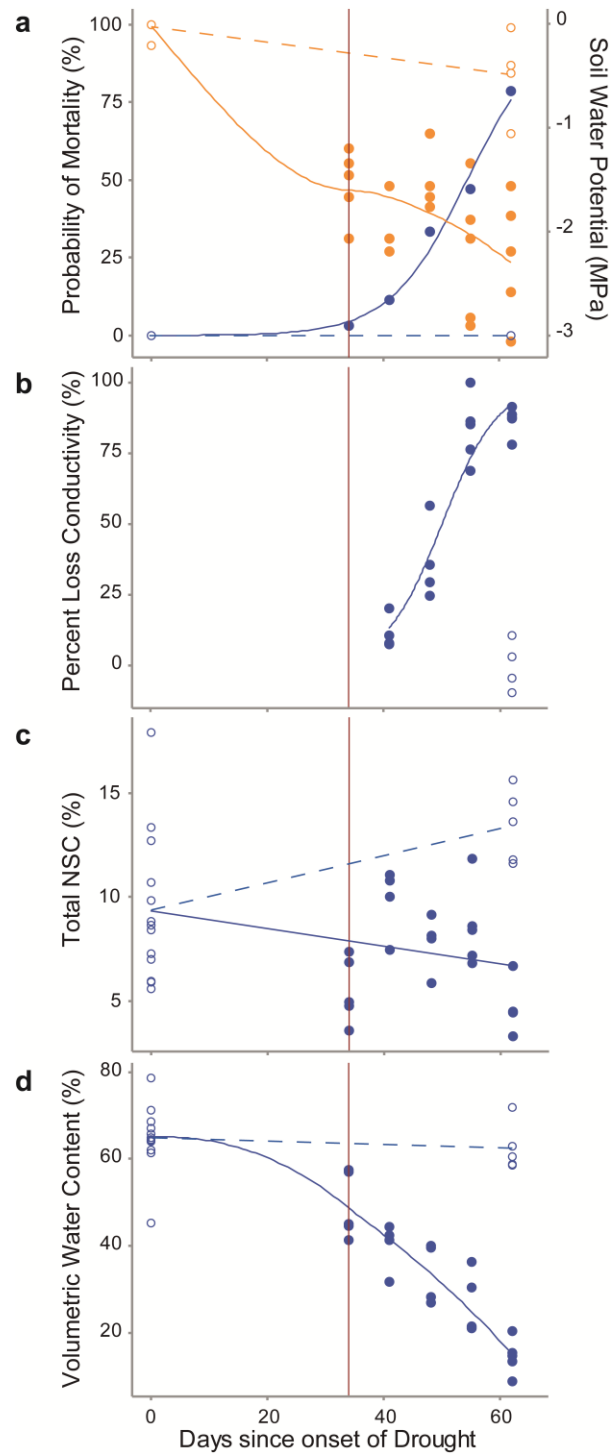 a
Probability of Mortality (%)
100
75
50
25
0
Soil Water Potential (MPa)
0
-1
-2
-3
b
Percent Loss Conductivity (%)
100
75
50
25
0
c
Total NSC (%)
15
10
5
d
Volumetric Water Content (%)
80
60
40
20
0 20 40 60
Days since onset of Drought